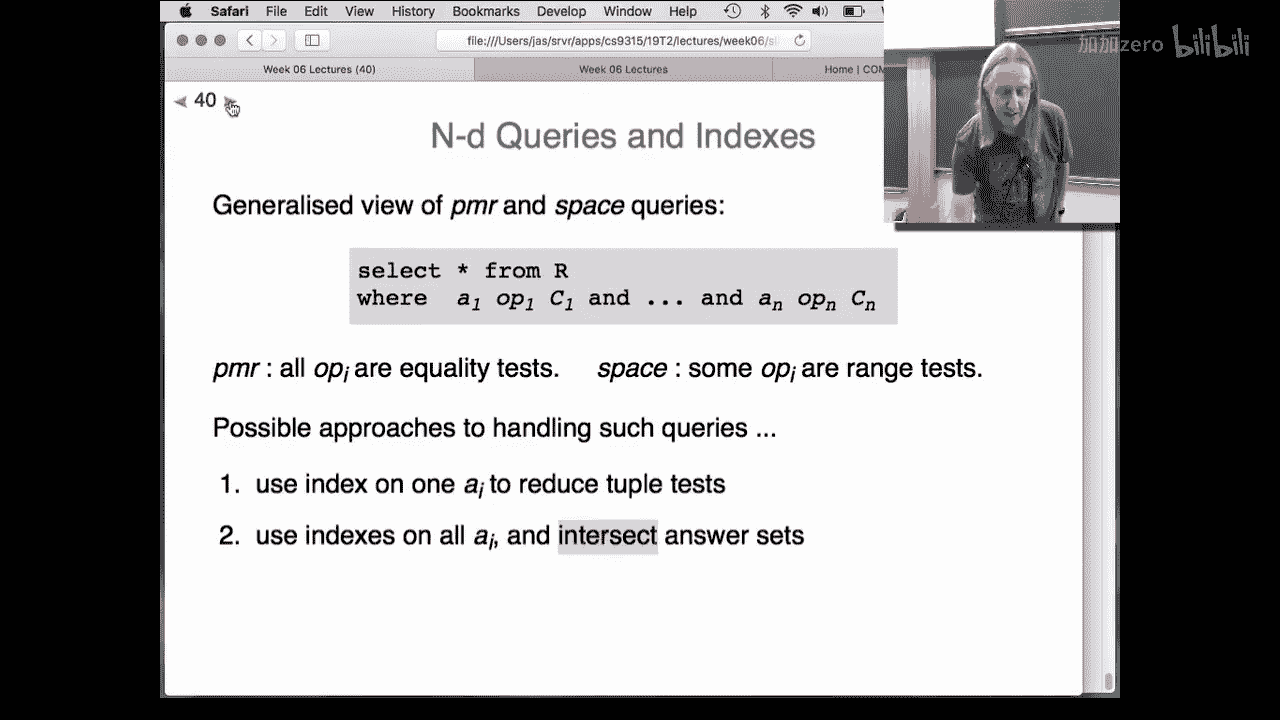 Safari File Edit View History Bookmarks Develop Window Help
file:///Users/jas/srvr/apps/cs9315/19T2/lectures/week06/sl
Week 06 Lectures (40) Week 06 Lectures Home | COM
加加zero bilibili
40
N-d Queries and Indexes
Generalised view of pmr and space queries:
select * from R
where a1 op1 C1 and ... and an opn Cn
pmr : all opi are equality tests. space : some opi are range tests.
Possible approaches to handling such queries ...
1. use index on one ai to reduce tuple tests
2. use indexes on all ai, and intersect answer sets